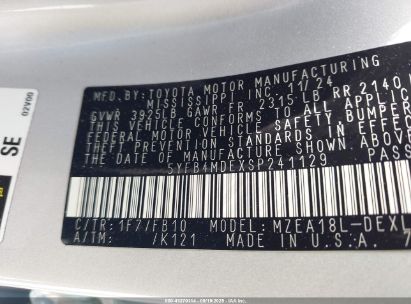 MFD. BY: TOYOTA MOTOR MANUFACTURING
MISSISSIPPI INC. 11/24
GVWR 3925LB GAWR FR 2315 LB RR 2140
THIS VEHICLE CONFORMS TO ALL APPLIC
FEDERAL MOTOR VEHICLE SAFETY, BUMPER
THEFT PREVENTION STANDARDS IN EFFECT
THE DATE OF MANUFACTURE SHOWN
5YFB4MDEXSP241129 PASS
C/TR: 1F7/FB10 MODEL: MZEA18L-DEXL
A/TM: /K121 MADE IN U.S.A.
SE
02V00